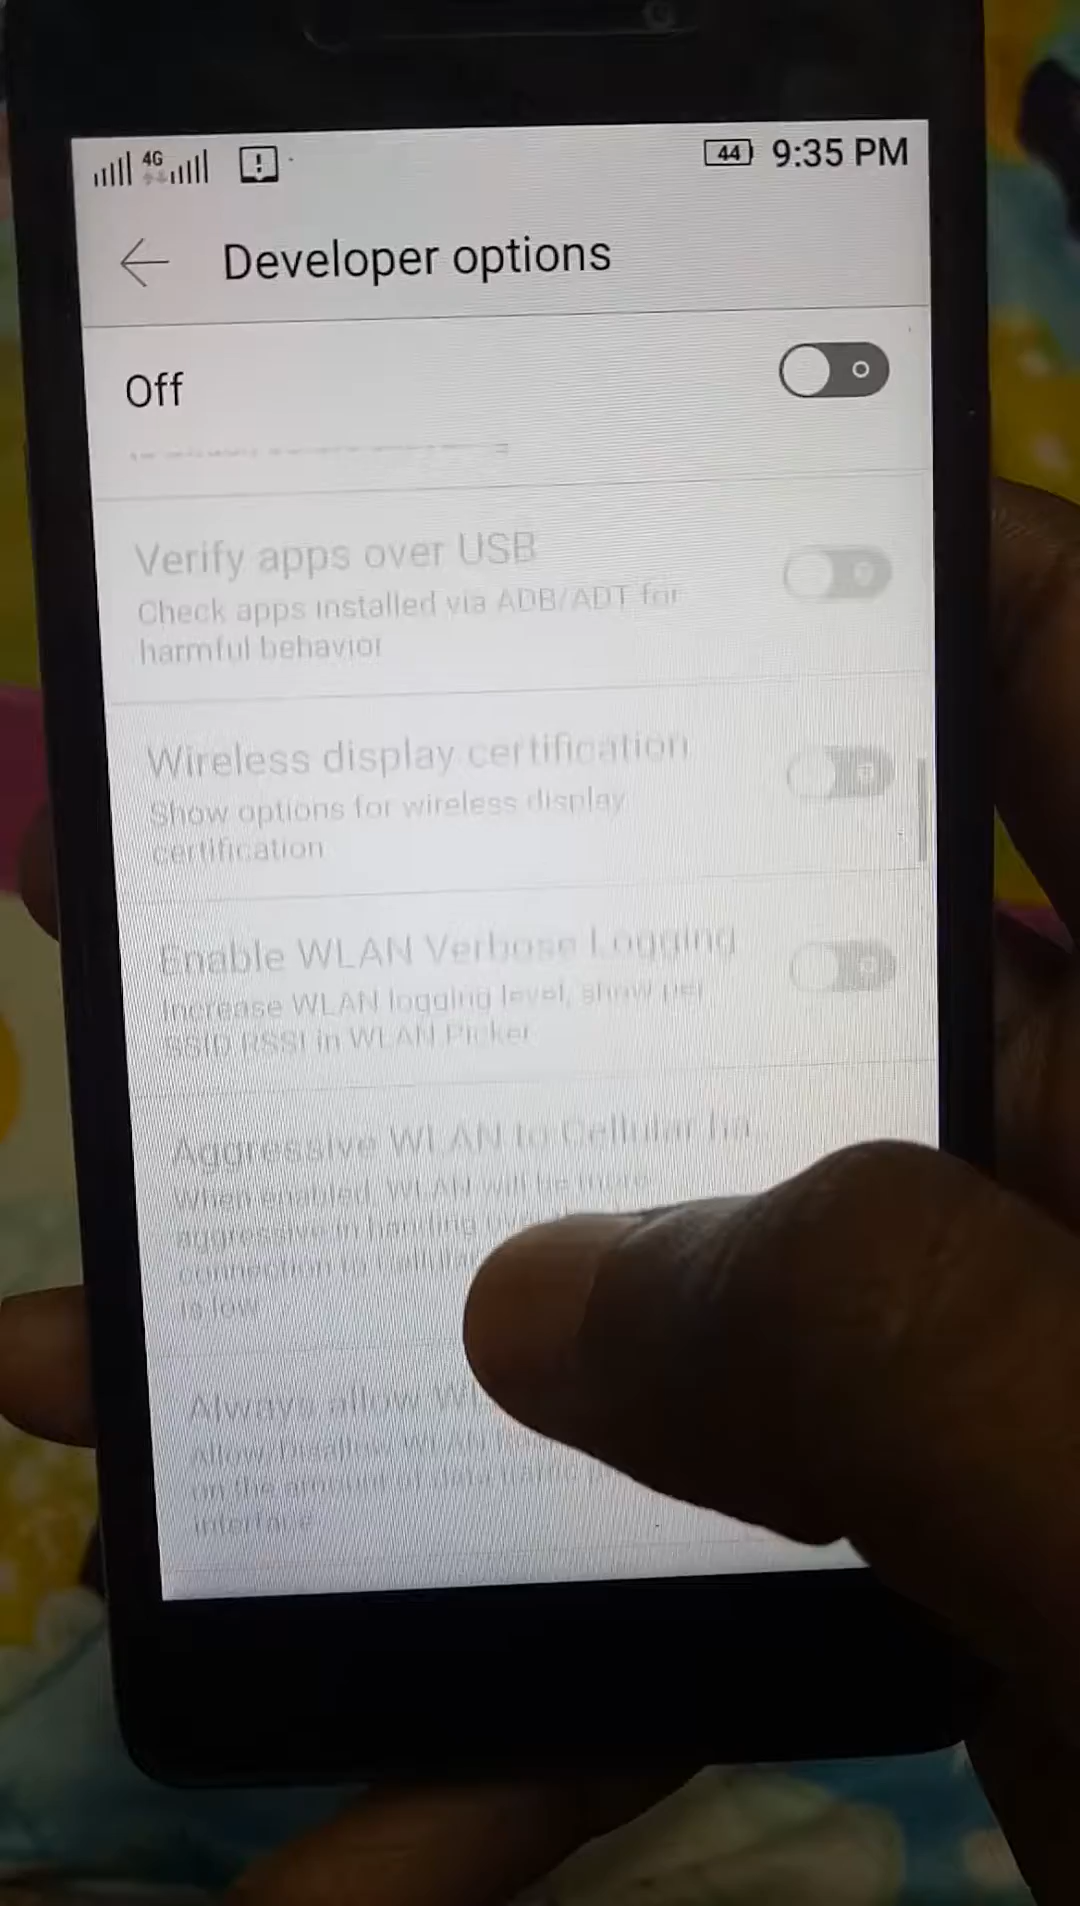 4G
44 9:35 PM
Developer options
Off
Verify apps over USB
Check apps installed via ADB/ADT for
harmful behavior
Wireless display certification
Show options for wireless display
certification
Enable WLAN Verbose Logging
Increase WLAN logging level, show per
SSID RSSI in WLAN Picker
Aggressive WLAN to Cellular ha
When enabled, WLAN will be more
aggressive in handing
connection to Cellular
is low
Always allow
Allow/Disallow WLAN
on the amount of data traffic
interface